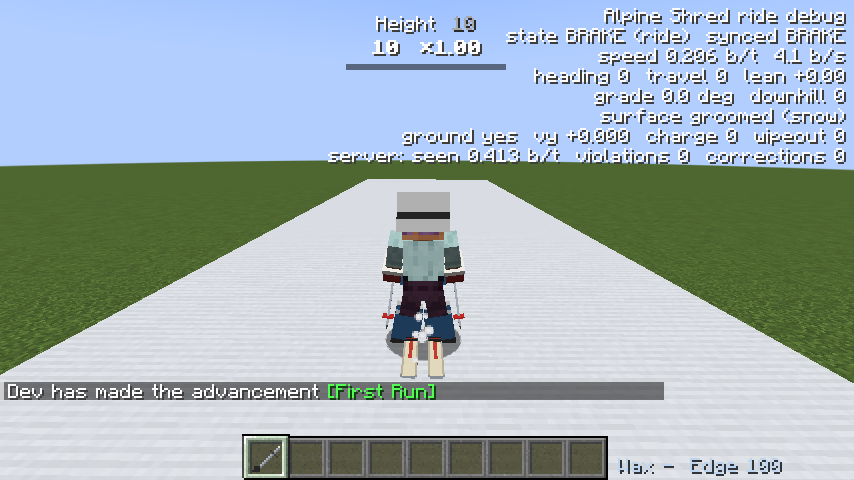 Height 10
10 ×1.00
Alpine Shred ride debug
state BRAKE (ride) synced BRAKE
speed 0.206 b/t 4.1 b/s
heading 0 travel 0 lean +0.00
grade 0.0 deg downhill 0
surface groomed (snow)
ground yes vy +0.000 charge 0 wipeout 0
server: seen 0.413 b/t violations 0 corrections 0
Dev has made the advancement [First Run]
Wax - Edge 100